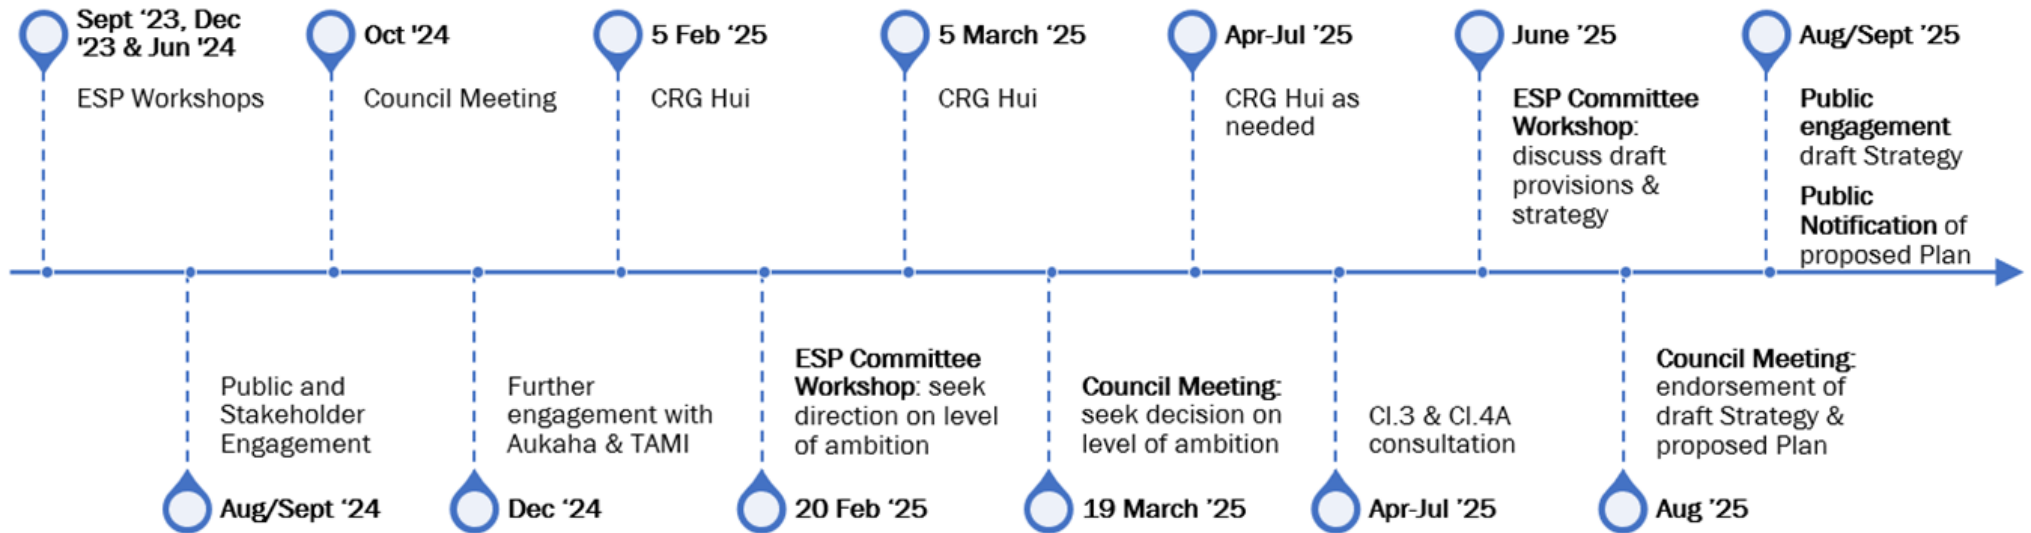 Sept ‘23, Dec
'23 & Jun '24
ESP Workshops
Oct '24
Council Meeting
5 Feb ‘25
CRG Hui
5 March ’25
CRG Hui
Apr-Jul ’25
CRG Hui as
needed
June ’25
ESP Committee
Workshop:
discuss draft
provisions &
strategy
Aug/Sept ’25
Public
engagement
draft Strategy
Public
Notification of
proposed Plan
Public and
Stakeholder
Engagement
Aug/Sept ‘24
Further
engagement with
Aukaha & TAMI
Dec ‘24
ESP Committee
Workshop: seek
direction on level
of ambition
20 Feb ’25
Council Meeting:
seek decision on
level of ambition
19 March ’25
Cl.3 & Cl.4A
consultation
Apr-Jul ’25
Council Meeting:
endorsement of
draft Strategy &
proposed Plan
Aug ’25